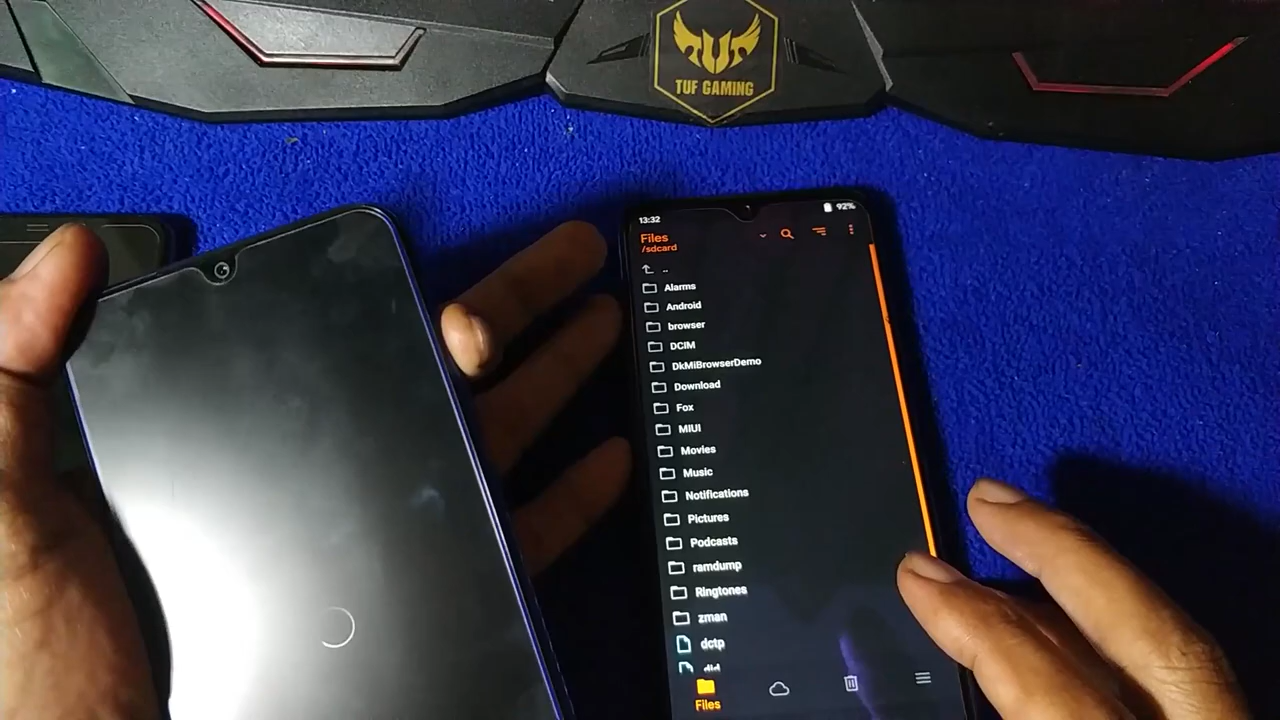 TUF GAMING
13:32
92%
Files
/sdcard
..
Alarms
Android
browser
DCIM
DkMiBrowserDemo
Download
Fox
MIUI
Movies
Music
Notifications
Pictures
Podcasts
ramdump
Ringtones
zman
dctp
did
Files